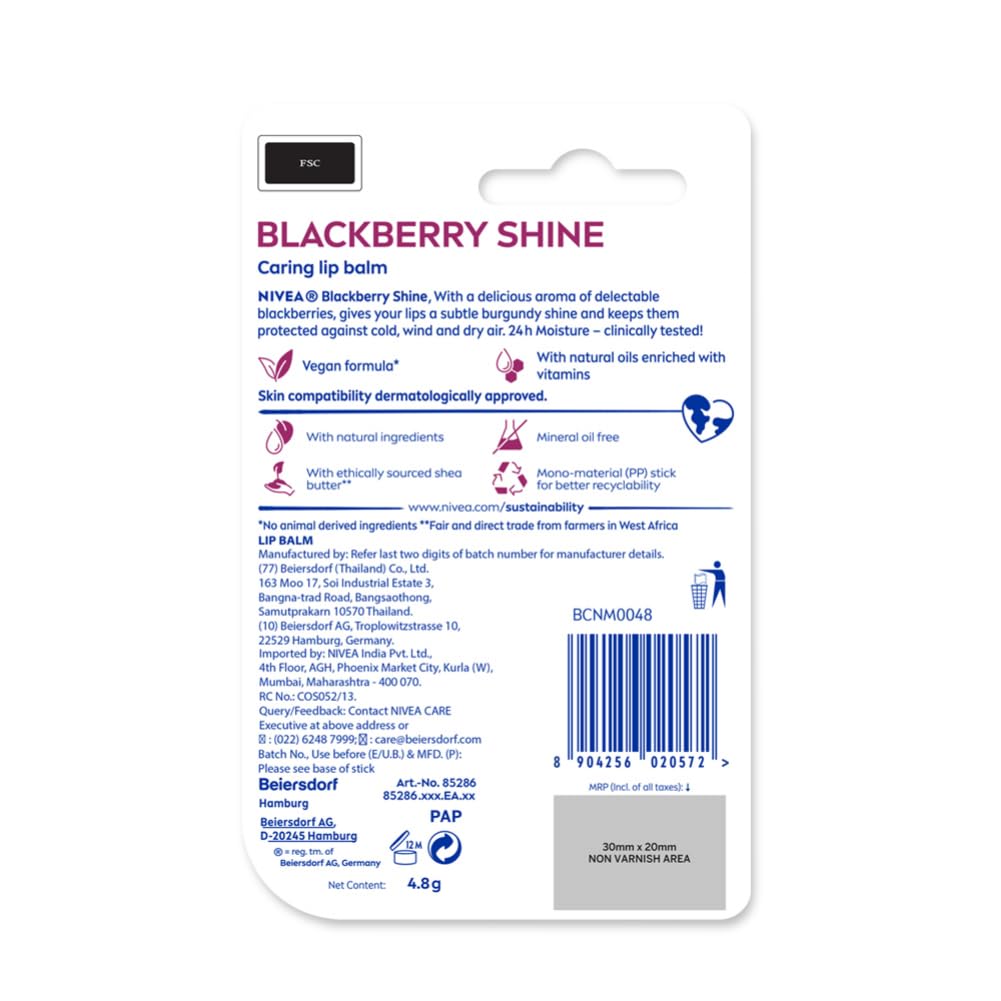 FSC
BLACKBERRY SHINE
Caring lip balm
NIVEA® Blackberry Shine, With a delicious aroma of delectable
blackberries, gives your lips a subtle burgundy shine and keeps them
protected against cold, wind and dry air. 24h Moisture – clinically tested!
Vegan formula*
With natural oils enriched with
vitamins
Skin compatibility dermatologically approved.
With natural ingredients
Mineral oil free
With ethically sourced shea
butter**
Mono-material (PP) stick
for better recyclability
www.nivea.com/sustainability
*No animal derived ingredients **Fair and direct trade from farmers in West Africa
LIP BALM
Manufactured by: Refer last two digits of batch number for manufacturer details.
(77) Beiersdorf (Thailand) Co., Ltd.
163 Moo 17, Soi Industrial Estate 3,
Bangna-trad Road, Bangsaothong,
Samutprakarn 10570 Thailand.
(10) Beiersdorf AG, Troplowitzstrasse 10,
22529 Hamburg, Germany.
Imported by: NIVEA India Pvt. Ltd.,
4th Floor, AGH, Phoenix Market City, Kurla (W),
Mumbai, Maharashtra - 400 070.
RC No.: COS052/13.
Query/Feedback: Contact NIVEA CARE
Executive at above address or
: (022) 6248 7999; : care@beiersdorf.com
Batch No., Use before (E/U.B.) & MFD. (P):
Please see base of stick
Beiersdorf
Hamburg
Beiersdorf AG,
D-20245 Hamburg
® = reg. tm. of
Beiersdorf AG, Germany
Art.-No. 85286
85286.xxx.EA.xx
PAP
12M
Net Content: 4.8g
BCNM0048
8 904256 020572 >
MRP (Incl. of all taxes): ↓
30mm x 20mm
NON VARNISH AREA